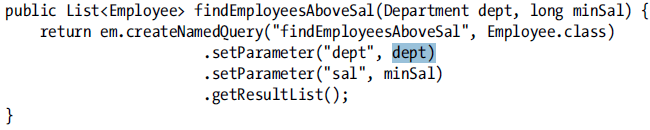 public List<Employee> findEmployeesAboveSal(Department dept, long minSal) {
    return em.createNamedQuery("findEmployeesAboveSal", Employee.class)
                     .setParameter("dept", dept)
                     .setParameter("sal", minSal)
                     .getResultList();
}